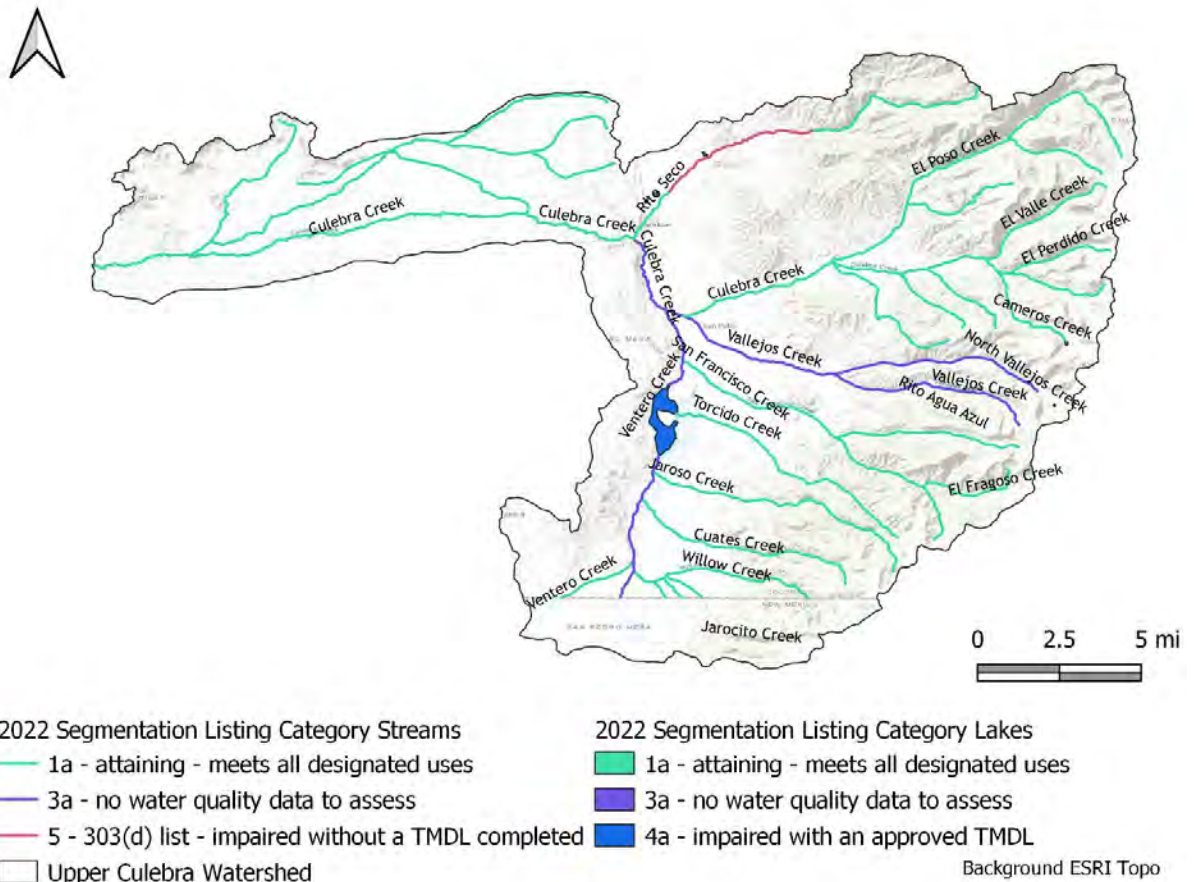 El Poso Creek
Rito Seco
El Valle Creek
Culebra Creek
Culebra Creek
El Perdido Creek
Culebra Creek
Culebra Creek
Cameros Creek
North Vallejos Creek
Vallejos Creek
San Francisco Creek
Vallejos Creek
Rito Agua Azul
Ventero Creek
Torcido Creek
Jaroso Creek
El Fragoso Creek
Cuates Creek
Willow Creek
Ventero Creek
NEW MEXICO
SAN PEDRO MESA
Jarocito Creek
0 2.5 5 mi
2022 Segmentation Listing Category Streams
1a - attaining - meets all designated uses
3a - no water quality data to assess
5 - 303(d) list - impaired without a TMDL completed
Upper Culebra Watershed
2022 Segmentation Listing Category Lakes
1a - attaining - meets all designated uses
3a - no water quality data to assess
4a - impaired with an approved TMDL
Background ESRI Topo